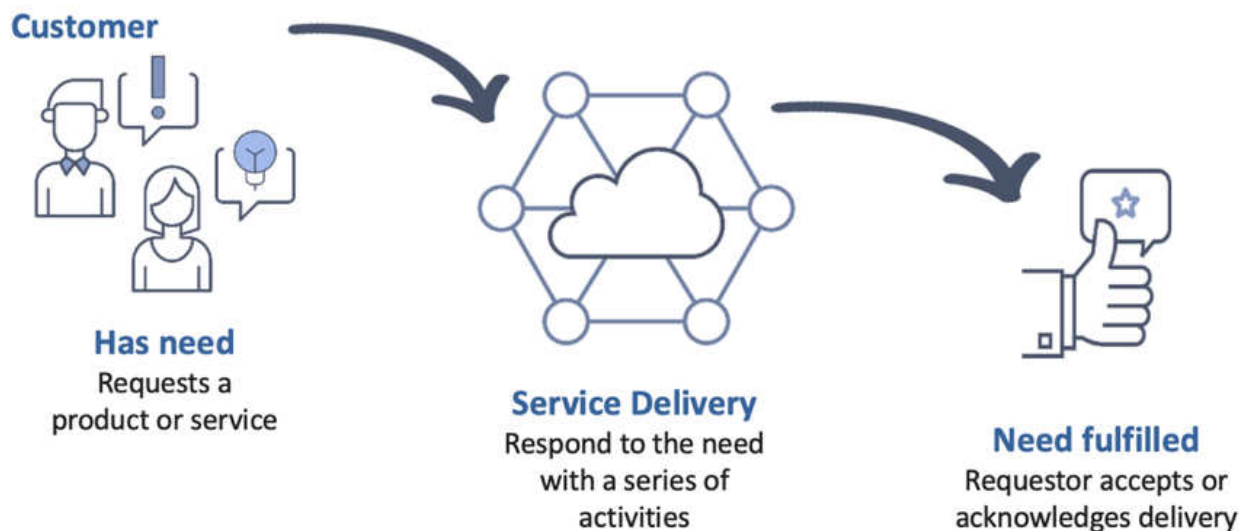 Customer
Has need
Requests a
product or service
Service Delivery
Respond to the need
with a series of
activities
Need fulfilled
Requestor accepts or
acknowledges delivery